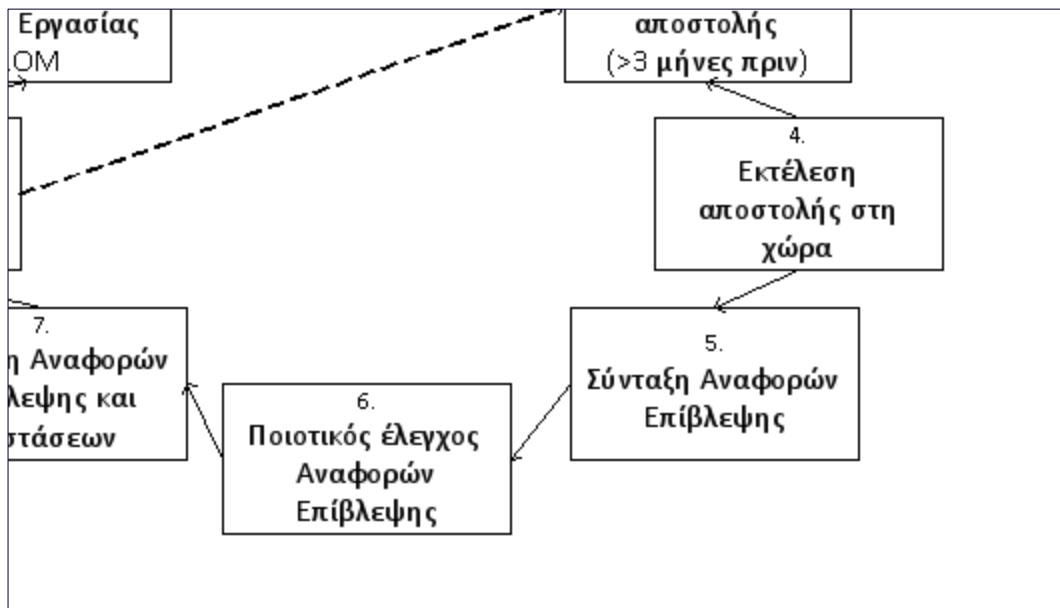 Εργασίας
OM
αποστολής
(>3 μήνες πριν)
4.
Εκτέλεση
αποστολής στη
χώρα
5.
Σύνταξη Αναφορών
Επίβλεψης
6.
Ποιοτικός έλεγχος
Αναφορών
Επίβλεψης
7.
Αναφορών
λεψης και
στάσεων